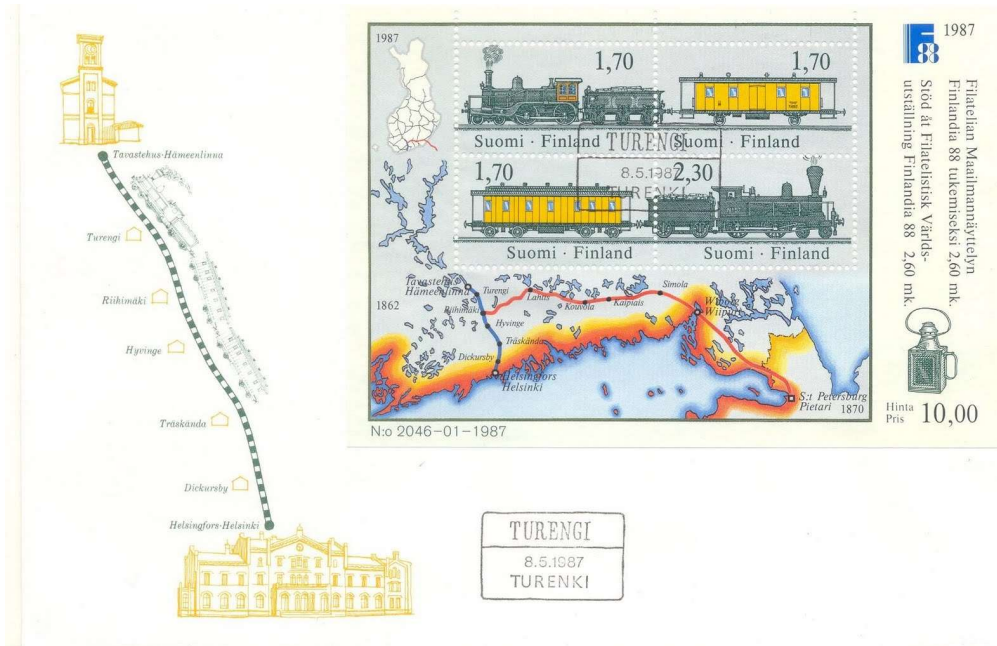 Tavastehus-Hämeenlinna
Turengi
Riihimäki
Hyvinge
Träskända
Dickursby
Helsingfors-Helsinki
1987
1,70
1,70
Suomi · Finland
Suomi · Finland
TURENGI
8.5.1987
TURENKI
1,70
2,30
Suomi · Finland
Suomi · Finland
Tavastehus
Hämeenlinna
Turengi
Lahtis
Kouvola
Kaipiais
Simola
Wiborg
Wiipuri
1862
Riihimäki
Hyvinge
Träskända
Dickursby
Helsingfors
Helsinki
S:t Petersburg
Pietari
1870
N:o 2046-01-1987
F
88
1987
Filatelian Maailmannäyttelyn
Finlandia 88 tukemiseksi 2,60 mk.
Stöd åt Filatelistisk Världs-
utställning Finlandia 88 2,60 mk.
Hinta
Pris
10,00
TURENGI
8.5.1987
TURENKI